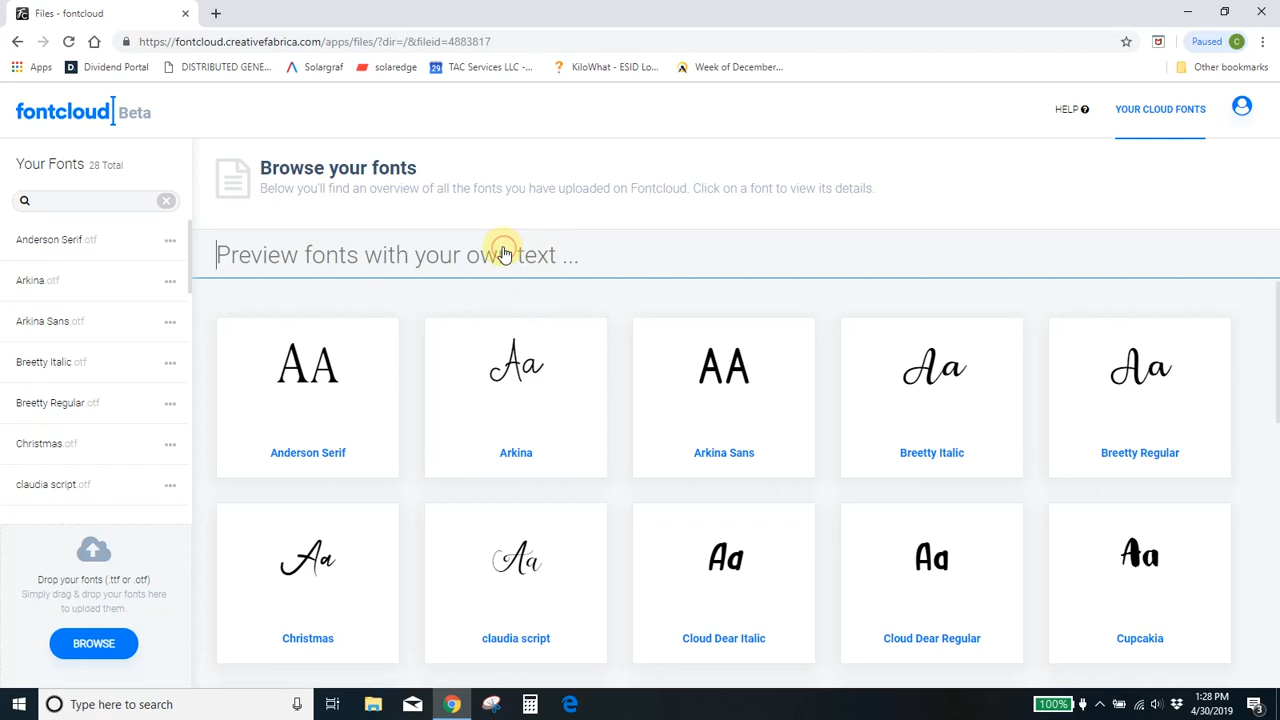 Files - fontcloud
https://fontcloud.creativefabrica.com/apps/files/?dir=/&fileid=4883817
Paused C
Apps
D Dividend Portal
DISTRIBUTED GENE...
Solargraf
solaredge
29 TAC Services LLC -...
KiloWhat - ESID Lo...
Week of December...
Other bookmarks
fontcloud Beta
HELP ?
YOUR CLOUD FONTS
Your Fonts 28 Total
Anderson Serif.otf
Arkina.otf
Arkina Sans.otf
Breetty Italic.otf
Breetty Regular.otf
Christmas.otf
claudia script.otf
Drop your fonts (.ttf or .otf)
Simply drag & drop your fonts here
to upload them.
BROWSE
Browse your fonts
Below you'll find an overview of all the fonts you have uploaded on Fontcloud. Click on a font to view its details.
Preview fonts with your own text ...
AA
Anderson Serif
Aa
Arkina
AA
Arkina Sans
Aa
Breetty Italic
Aa
Breetty Regular
Aa
Christmas
Aa
claudia script
Aa
Cloud Dear Italic
Aa
Cloud Dear Regular
Aa
Cupcakia
Type here to search
100%
1:28 PM
4/30/2019
3